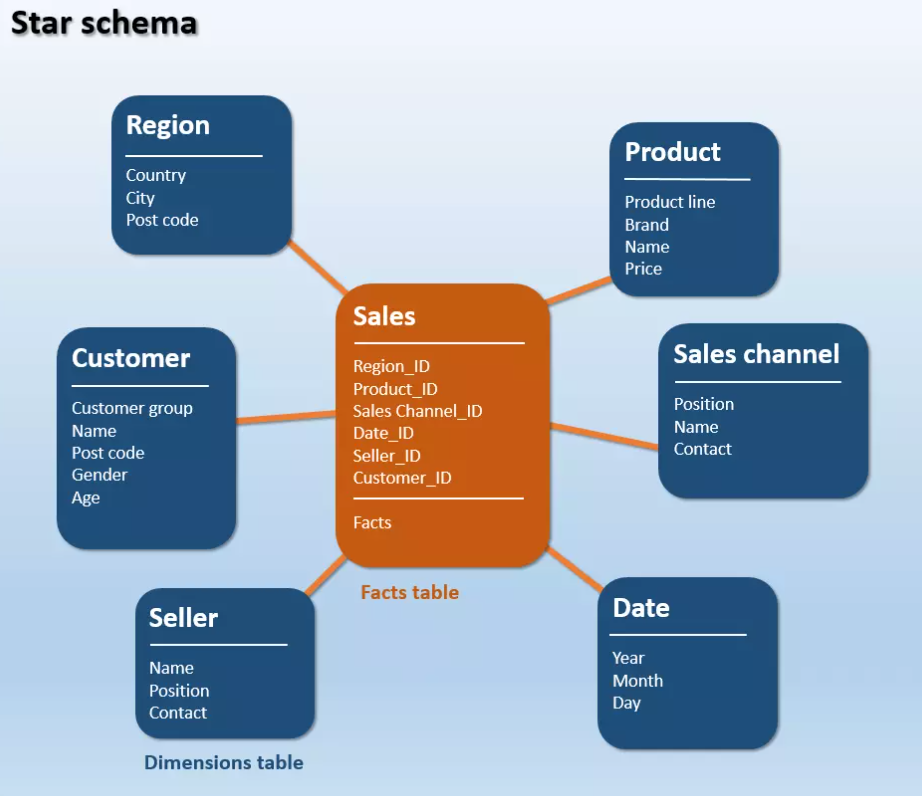 Star schema
Region
Country
City
Post code
Product
Product line
Brand
Name
Price
Sales
Region_ID
Product_ID
Sales Channel_ID
Date_ID
Seller_ID
Customer_ID
Facts
Facts table
Customer
Customer group
Name
Post code
Gender
Age
Sales channel
Position
Name
Contact
Seller
Name
Position
Contact
Dimensions table
Date
Year
Month
Day